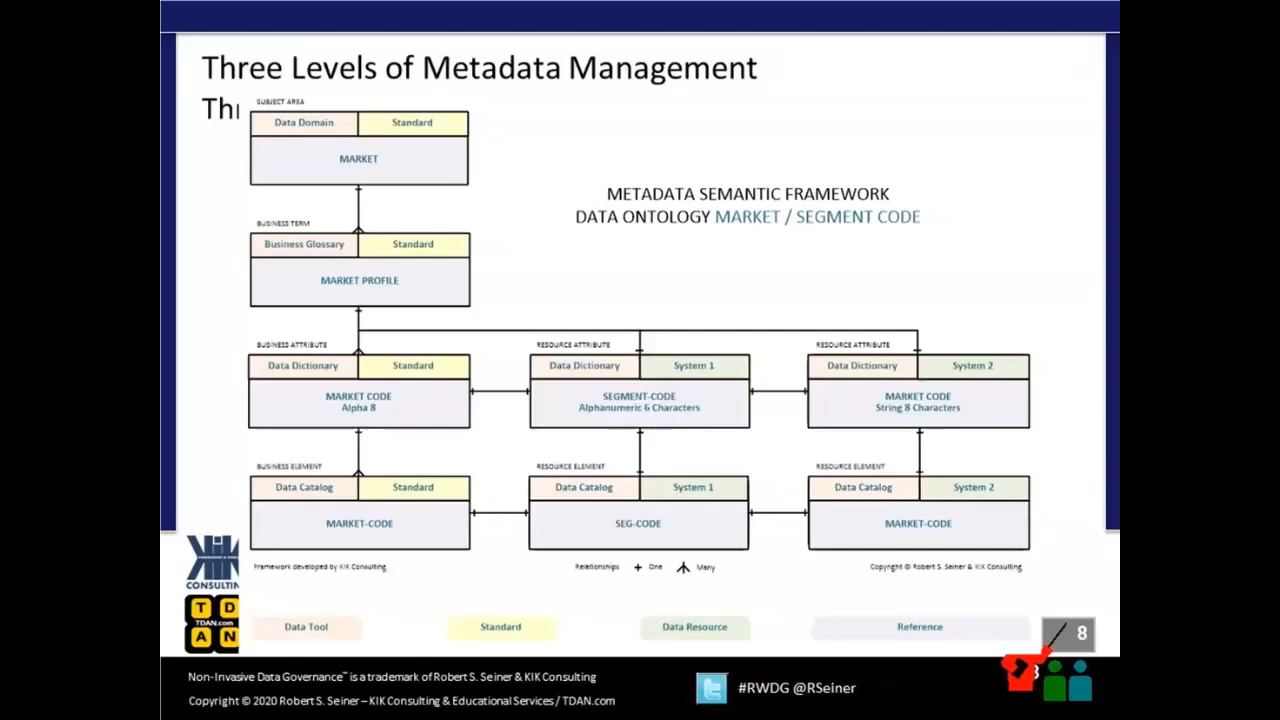 Three Levels of Metadata Management
Thr
SUBJECT AREA
Data Domain Standard
MARKET
METADATA SEMANTIC FRAMEWORK
DATA ONTOLOGY MARKET / SEGMENT CODE
BUSINESS TERM
Business Glossary Standard
MARKET PROFILE
BUSINESS ATTRIBUTE RESOURCE ATTRIBUTE RESOURCE ATTRIBUTE
Data Dictionary Standard Data Dictionary System 1 Data Dictionary System 2
MARKET CODE SEGMENT-CODE MARKET CODE
Alpha 8 Alphanumeric 6 Characters String 8 Characters
BUSINESS ELEMENT RESOURCE ELEMENT RESOURCE ELEMENT
Data Catalog Standard Data Catalog System 1 Data Catalog System 2
MARKET-CODE SEG-CODE MARKET-CODE
Framework developed by KIK Consulting Relationships One Many Copyright © Robert S. Seiner & KIK Consulting
KIK
CONSULTIN
T D
TDAN.com
A N
Data Tool Standard Data Resource Reference
8
Non-Invasive Data Governance™ is a trademark of Robert S. Seiner & KIK Consulting
#RWDG @RSeiner
Copyright © 2020 Robert S. Seiner – KIK Consulting & Educational Services / TDAN.com